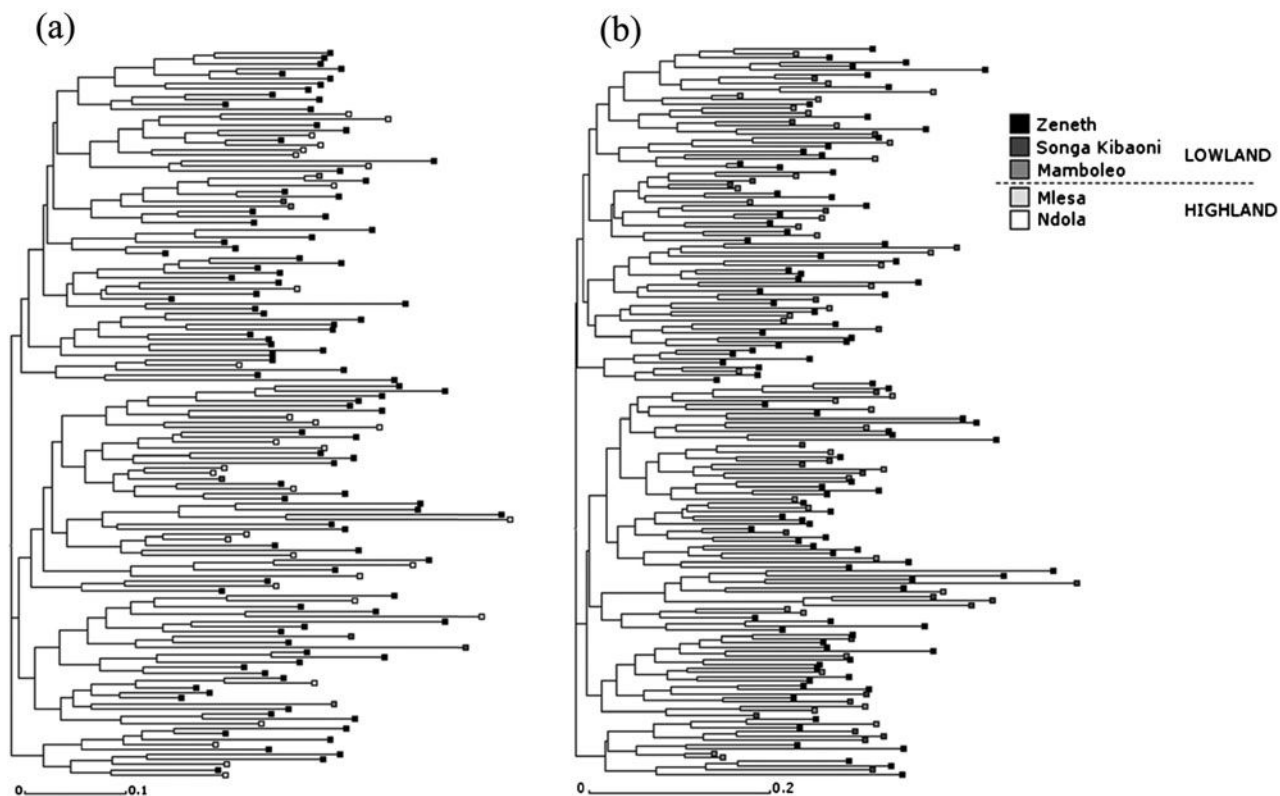 (a)
(b)
Zeneth
Songa Kibaoni
LOWLAND
Mamboleo
Mlesa
HIGHLAND
Ndola
0 0.1
0 0.2